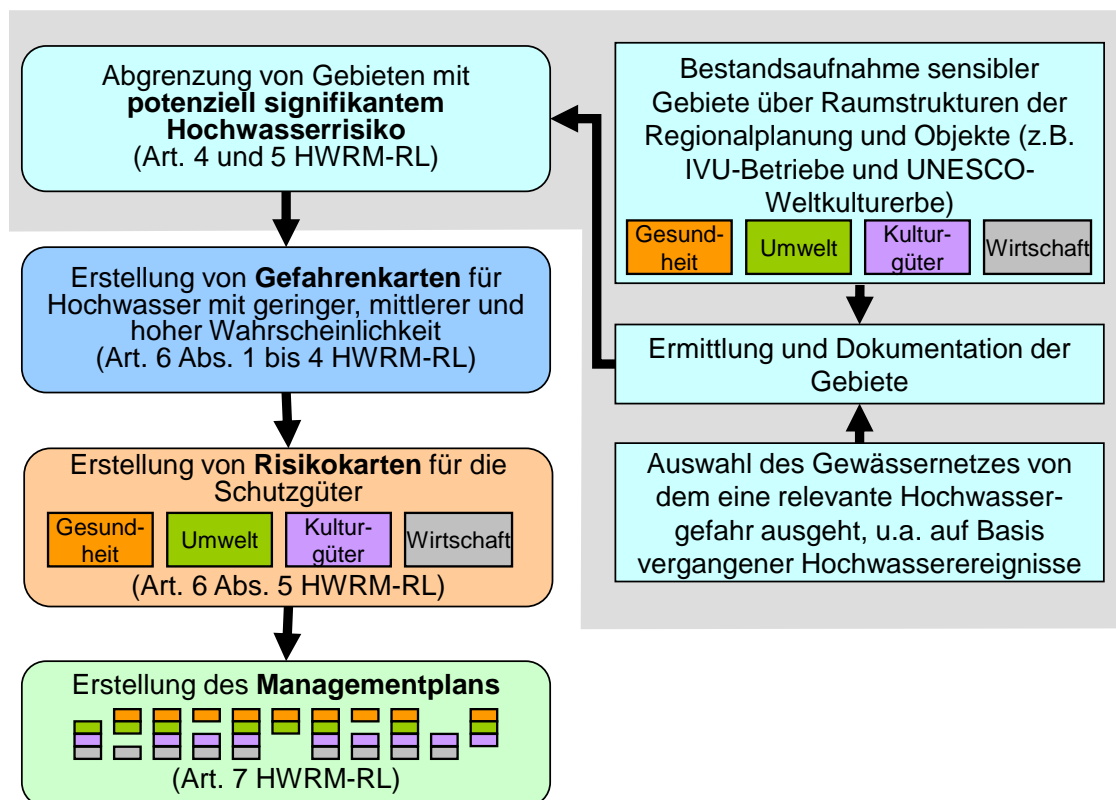 Abgrenzung von Gebieten mit
potenziell signifikantem
Hochwasserrisiko
(Art. 4 und 5 HWRM-RL)
Erstellung von Gefahrenkarten für
Hochwasser mit geringer, mittlerer und
hoher Wahrscheinlichkeit
(Art. 6 Abs. 1 bis 4 HWRM-RL)
Erstellung von Risikokarten für die
Schutzgüter
Gesund-
heit
Umwelt
Kultur-
güter
Wirtschaft
(Art. 6 Abs. 5 HWRM-RL)
Erstellung des Managementplans
(Art. 7 HWRM-RL)
Bestandsaufnahme sensibler
Gebiete über Raumstrukturen der
Regionalplanung und Objekte (z.B.
IVU-Betriebe und UNESCO-
Weltkulturerbe)
Gesund-
heit
Umwelt
Kultur-
güter
Wirtschaft
Ermittlung und Dokumentation der
Gebiete
Auswahl des Gewässernetzes von
dem eine relevante Hochwasser-
gefahr ausgeht, u.a. auf Basis
vergangener Hochwasserereignisse